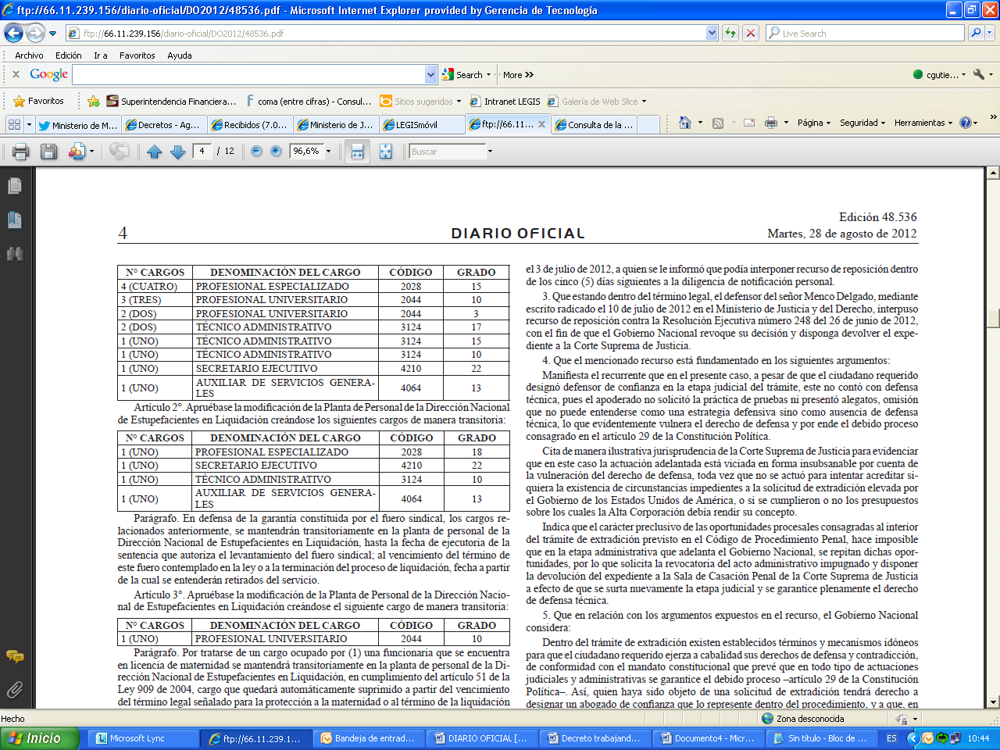 ftp://66.11.239.156/diario-oficial/DO2012/48536.pdf - Microsoft Internet Explorer provided by Gerencia de Tecnología
ftp://66.11.239.156/diario-oficial/DO2012/48536.pdf
Live Search
Archivo Edición Ir a Favoritos Ayuda
x Google Search More »
cgutie...
Favoritos Superintendencia Financiera... coma (entre cifras) - Consul... Sitios sugeridos Intranet LEGIS Galería de Web Slice
Ministerio de M... Decretos - Ag... Recibidos (7.0... Ministerio de J... LEGISmóvil ftp://66.11.... Consulta de la ... Página Seguridad Herramientas
4 / 12 96,6% Buscar
Edición 48.536
4 DIARIO OFICIAL Martes, 28 de agosto de 2012
N° CARGOS DENOMINACIÓN DEL CARGO CÓDIGO GRADO
4 (CUATRO) PROFESIONAL ESPECIALIZADO 2028 15
3 (TRES) PROFESIONAL UNIVERSITARIO 2044 10
2 (DOS) PROFESIONAL UNIVERSITARIO 2044 3
2 (DOS) TÉCNICO ADMINISTRATIVO 3124 17
1 (UNO) TÉCNICO ADMINISTRATIVO 3124 15
1 (UNO) TÉCNICO ADMINISTRATIVO 3124 10
1 (UNO) SECRETARIO EJECUTIVO 4210 22
1 (UNO) AUXILIAR DE SERVICIOS GENERA-
LES 4064 13
Artículo 2°. Apruébase la modificación de la Planta de Personal de la Dirección Nacional
de Estupefacientes en Liquidación creándose los siguientes cargos de manera transitoria:
N° CARGOS DENOMINACIÓN DEL CARGO CÓDIGO GRADO
1 (UNO) PROFESIONAL ESPECIALIZADO 2028 18
1 (UNO) SECRETARIO EJECUTIVO 4210 22
1 (UNO) TÉCNICO ADMINISTRATIVO 3124 10
1 (UNO) AUXILIAR DE SERVICIOS GENERA-
LES 4064 13
Parágrafo. En defensa de la garantía constituida por el fuero sindical, los cargos re-
lacionados anteriormente, se mantendrán transitoriamente en la planta de personal de la
Dirección Nacional de Estupefacientes en Liquidación, hasta la fecha de ejecutoria de la
sentencia que autoriza el levantamiento del fuero sindical; al vencimiento del término de
este fuero contemplado en la ley o a la terminación del proceso de liquidación, fecha a partir
de la cual se entenderán retirados del servicio.
Artículo 3°. Apruébase la modificación de la Planta de Personal de la Dirección Nacio-
nal de Estupefacientes en Liquidación creándose el siguiente cargo de manera transitoria:
N° CARGOS DENOMINACIÓN DEL CARGO CÓDIGO GRADO
1 (UNO) PROFESIONAL UNIVERSITARIO 2044 10
Parágrafo. Por tratarse de un cargo ocupado por (1) una funcionaria que se encuentra
en licencia de maternidad se mantendrá transitoriamente en la planta de personal de la Di-
rección Nacional de Estupefacientes en Liquidación, en cumplimiento del artículo 51 de la
Ley 909 de 2004, cargo que quedará automáticamente suprimido a partir del vencimiento
del término legal señalado para la protección a la maternidad o al término de la liquidación
el 3 de julio de 2012, a quien se le informó que podía interponer recurso de reposición dentro
de los cinco (5) días siguientes a la diligencia de notificación personal.
3. Que estando dentro del término legal, el defensor del señor Menco Delgado, mediante
escrito radicado el 10 de julio de 2012 en el Ministerio de Justicia y del Derecho, interpuso
recurso de reposición contra la Resolución Ejecutiva número 248 del 26 de junio de 2012,
con el fin de que el Gobierno Nacional revoque su decisión y disponga devolver el expe-
diente a la Corte Suprema de Justicia.
4. Que el mencionado recurso está fundamentado en los siguientes argumentos:
Manifiesta el recurrente que en el presente caso, a pesar de que el ciudadano requerido
designó defensor de confianza en la etapa judicial del trámite, este no contó con defensa
técnica, pues el apoderado no solicitó la práctica de pruebas ni presentó alegatos, omisión
que no puede entenderse como una estrategia defensiva sino como ausencia de defensa
técnica, lo que evidentemente vulnera el derecho de defensa y por ende el debido proceso
consagrado en el artículo 29 de la Constitución Política.
Cita de manera ilustrativa jurisprudencia de la Corte Suprema de Justicia para evidenciar
que en este caso la actuación adelantada está viciada en forma insubsanable por cuenta de
la vulneración del derecho de defensa, toda vez que no se actuó para intentar acreditar si-
quiera la existencia de circunstancias impedientes a la solicitud de extradición elevada por
el Gobierno de los Estados Unidos de América, o si se cumplieron o no los presupuestos
sobre los cuales la Alta Corporación debía rendir su concepto.
Indica que el carácter preclusivo de las oportunidades procesales consagradas al interior
del trámite de extradición previsto en el Código de Procedimiento Penal, hace imposible
que en la etapa administrativa que adelanta el Gobierno Nacional, se repitan dichas opor-
tunidades, por lo que solicita la revocatoria del acto administrativo impugnado y disponer
la devolución del expediente a la Sala de Casación Penal de la Corte Suprema de Justicia
a efecto de que se surta nuevamente la etapa judicial y se garantice plenamente el derecho
de defensa técnica.
5. Que en relación con los argumentos expuestos en el recurso, el Gobierno Nacional
considera:
Dentro del trámite de extradición existen establecidos términos y mecanismos idóneos
para que el ciudadano requerido ejerza a cabalidad sus derechos de defensa y contradicción,
de conformidad con el mandato constitucional que prevé que en todo tipo de actuaciones
judiciales y administrativas se garantice el debido proceso –artículo 29 de la Constitución
Política–. Así, quien haya sido objeto de una solicitud de extradición tendrá derecho a
designar un abogado de confianza que lo represente dentro del procedimiento, y a que, en
Hecho Zona desconocida
Inicio Microsoft Lync ftp://66.11.239.1... Bandeja de entrad... DIARIO OFICIAL [... Decreto trabajand... Documento4 - Micr... Sin título - Bloc de ... ES 10:44